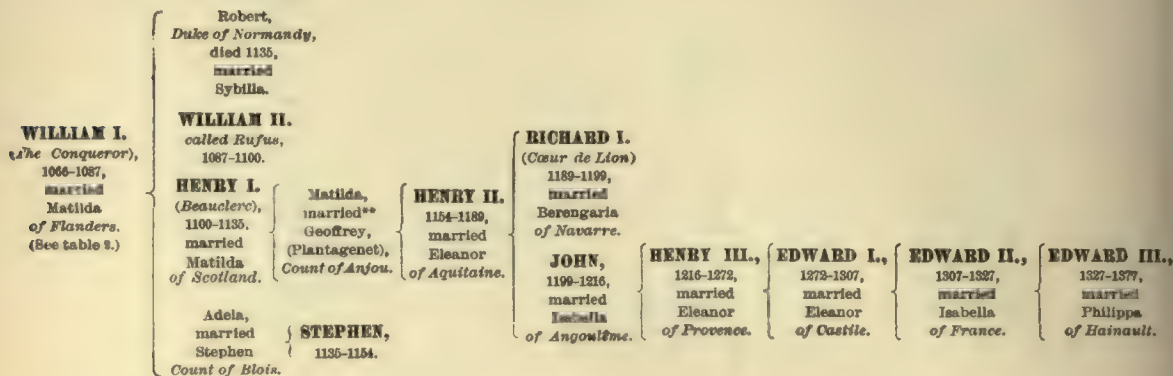 WILLIAM I.
(The Conqueror),
1066-1087,
married
Matilda
of Flanders.
(See table 2.)
Robert,
Duke of Normandy,
died 1135,
married
Sybilla.
WILLIAM II.
called Rufus,
1087-1100.
HENRY I.
(Beauclerc),
1100-1135.
married
Matilda
of Scotland.
Adela,
married
Stephen
Count of Blois.
Matilda,
married**
Geoffrey,
(Plantagenet),
Count of Anjou.
STEPHEN,
1135-1154.
HENRY II.
1154-1189,
married
Eleanor
of Aquitaine.
RICHARD I.
(Cœur de Lion)
1189-1199,
married
Berengaria
of Navarre.
JOHN,
1199-1216,
married
Isabella
of Angoulême.
HENRY III.,
1216-1272,
married
Eleanor
of Provence.
EDWARD I.,
1272-1307,
married
Eleanor
of Castile.
EDWARD II.,
1307-1327,
married
Isabella
of France.
EDWARD III.,
1327-1377,
married
Philippa
of Hainault.